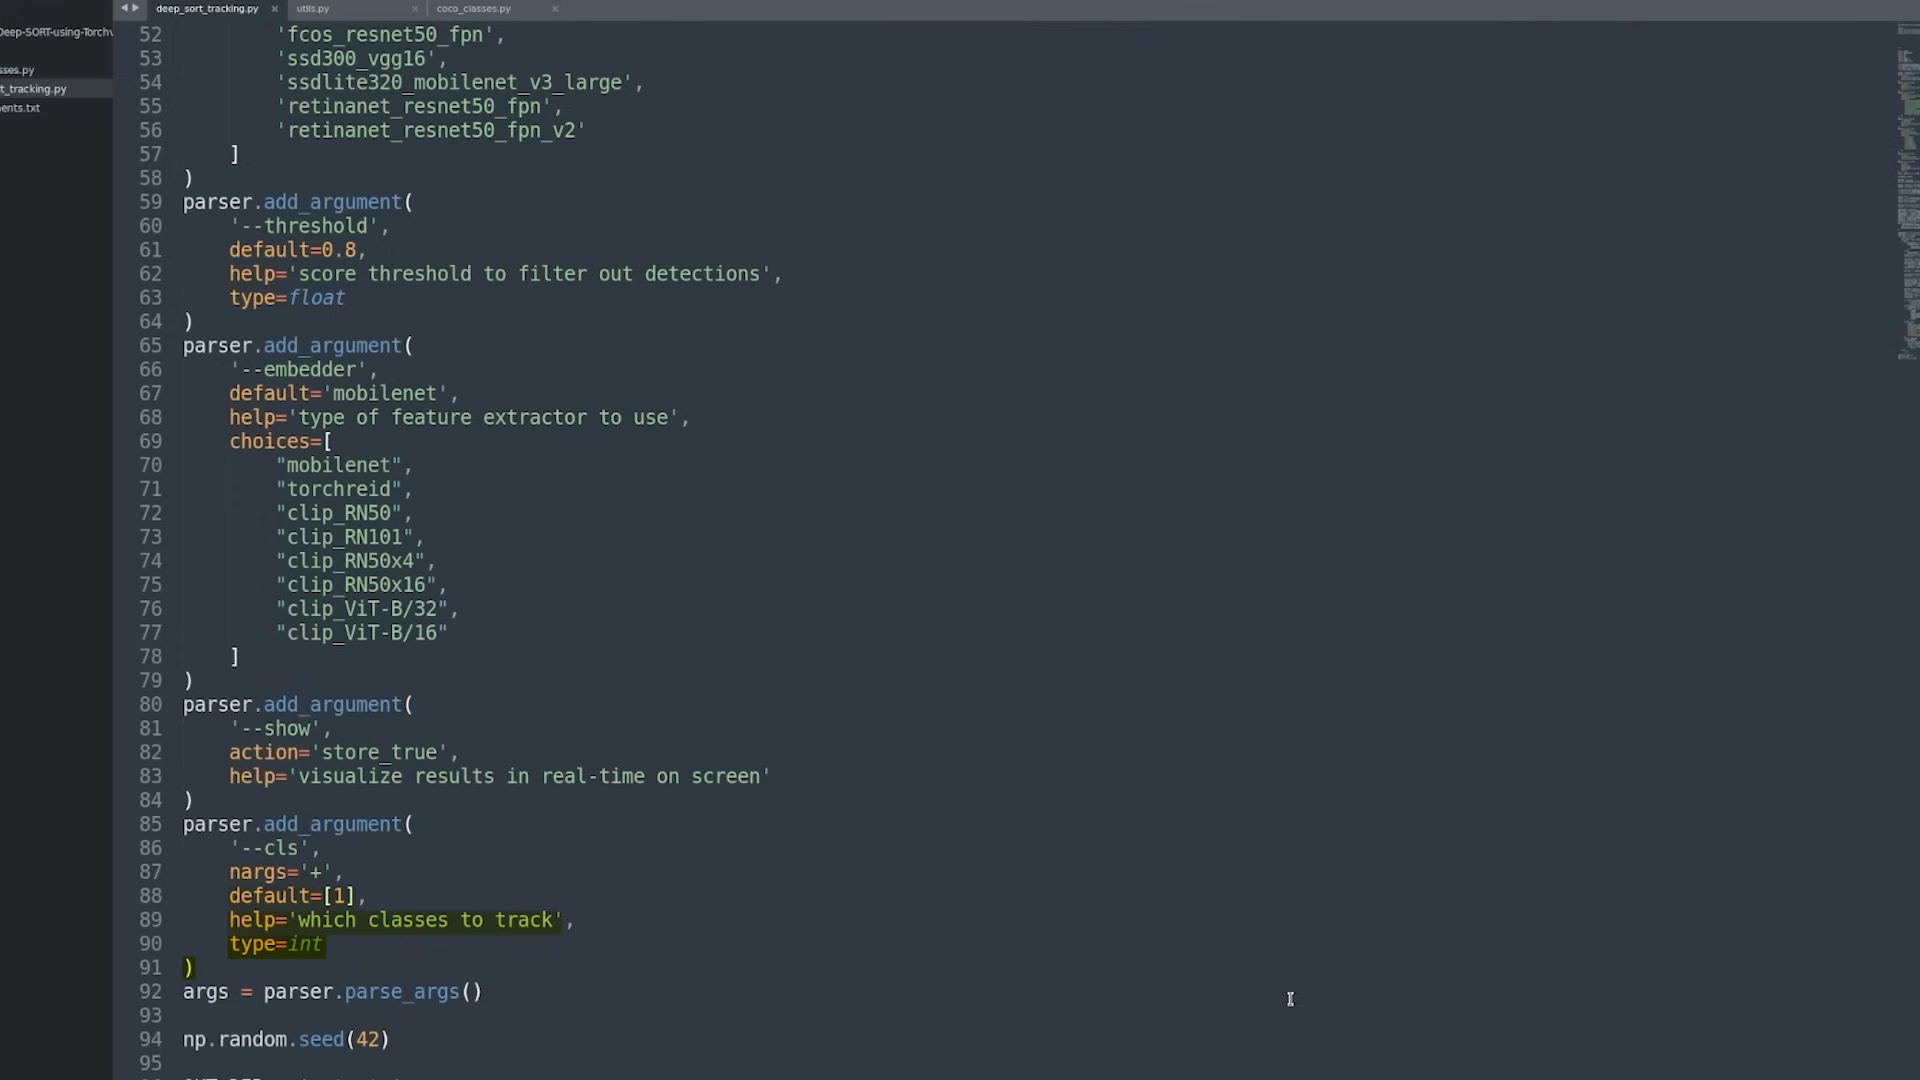 deep_sort_tracking.py × utils.py × coco_classes.py ×
Deep-SORT-using-Torchv
sses.py
t_tracking.py
ents.txt
52 'fcos_resnet50_fpn',
53 'ssd300_vgg16',
54 'ssdlite320_mobilenet_v3_large',
55 'retinanet_resnet50_fpn',
56 'retinanet_resnet50_fpn_v2'
57 ]
58 )
59 parser.add_argument(
60 '--threshold',
61 default=0.8,
62 help='score threshold to filter out detections',
63 type=float
64 )
65 parser.add_argument(
66 '--embedder',
67 default='mobilenet',
68 help='type of feature extractor to use',
69 choices=[
70 "mobilenet",
71 "torchreid",
72 "clip_RN50",
73 "clip_RN101",
74 "clip_RN50x4",
75 "clip_RN50x16",
76 "clip_ViT-B/32",
77 "clip_ViT-B/16"
78 ]
79 )
80 parser.add_argument(
81 '--show',
82 action='store_true',
83 help='visualize results in real-time on screen'
84 )
85 parser.add_argument(
86 '--cls',
87 nargs='+',
88 default=[1],
89 help='which classes to track',
90 type=int
91 )
92 args = parser.parse_args()
93
94 np.random.seed(42)
95